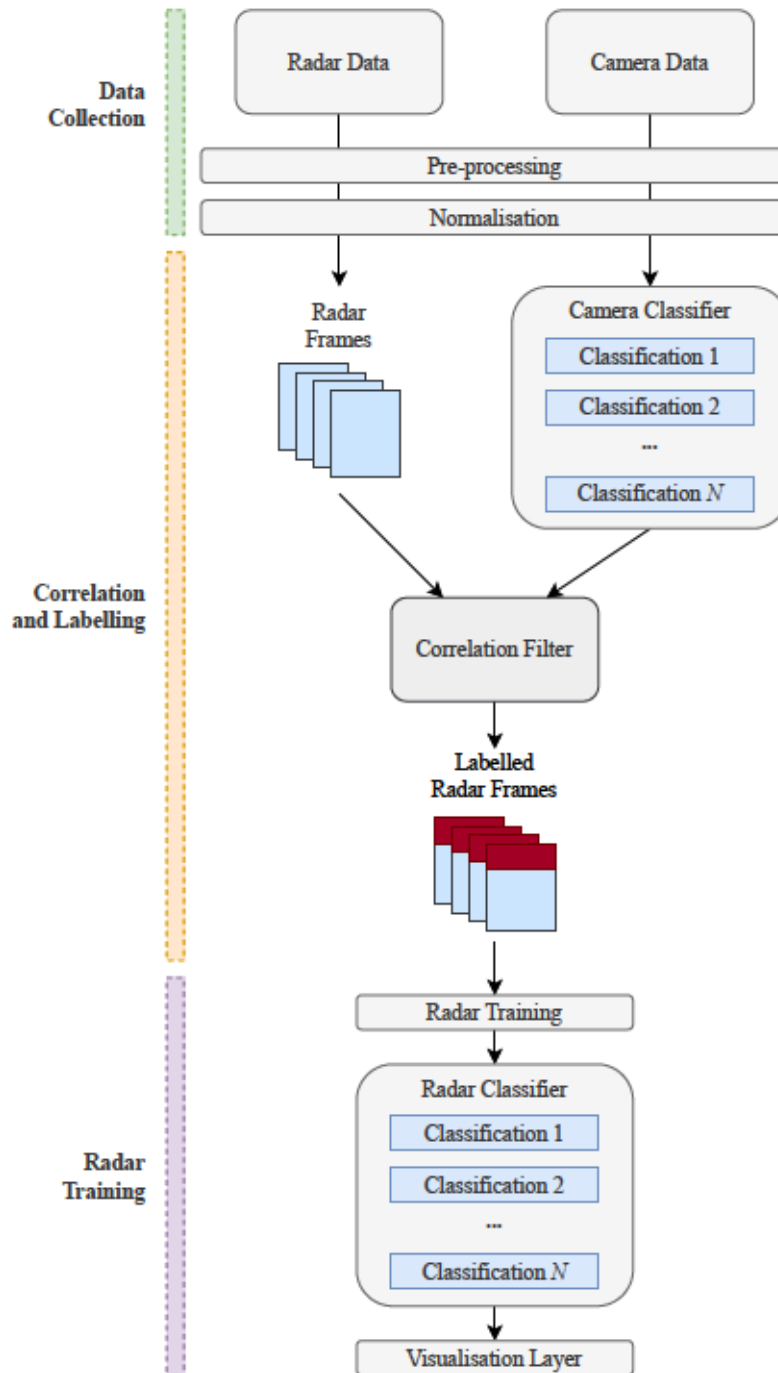 Radar Data
Camera Data
Data
Collection
Pre-processing
Normalisation
Radar
Frames
Camera Classifier
Classification 1
Classification 2
...
Classification N
Correlation
and Labelling
Correlation Filter
Labelled
Radar Frames
Radar Training
Radar Classifier
Classification 1
Classification 2
...
Classification N
Radar
Training
Visualisation Layer